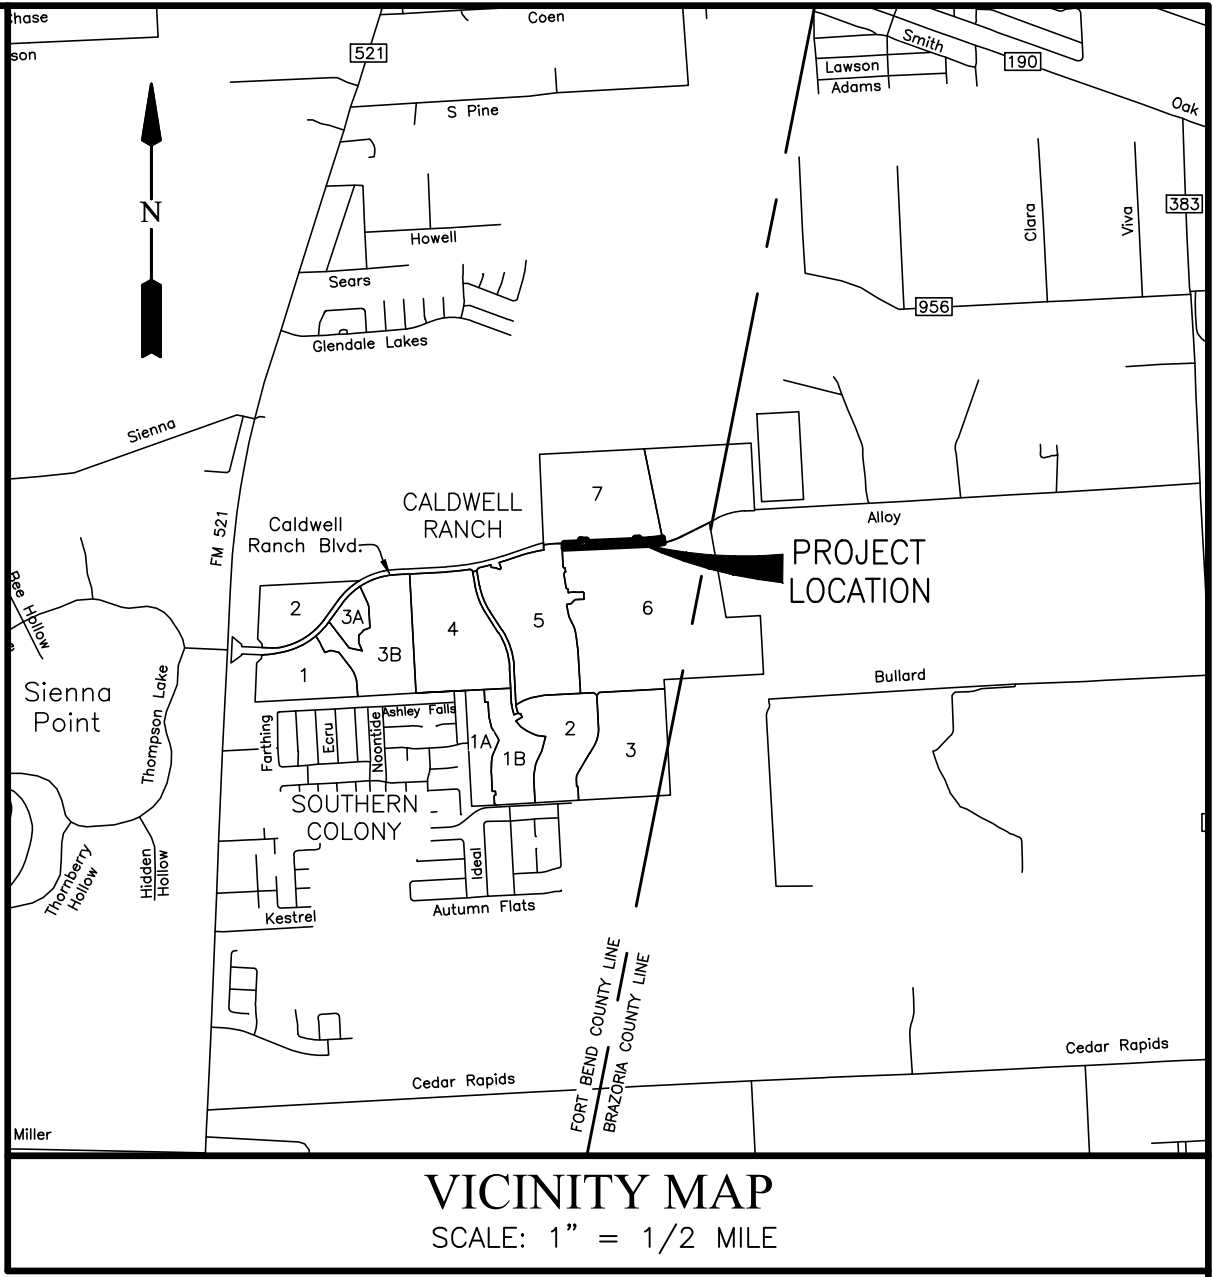 Chase
son
521
Coen
Smith
190
Lawson
Adams
Oak
S Pine
N
383
Clara
Viva
Howell
Sears
956
Glendale Lakes
Sienna
FM 521
CALDWELL
RANCH
Caldwell
Ranch Blvd.
7
Alloy
PROJECT
LOCATION
Bee Hollow
2
3A
3B
4
5
6
1
Sienna
Point
Thompson Lake
Bullard
Farthing
Ecru
Noontide
Ashley Falls
1A
1B
2
3
SOUTHERN
COLONY
Thornberry
Hollow
Hidden
Hollow
Ideal
Kestrel
Autumn Flats
FORT BEND COUNTY LINE
BRAZORIA COUNTY LINE
Cedar Rapids
Cedar Rapids
Miller
VICINITY MAP
SCALE: 1" = 1/2 MILE